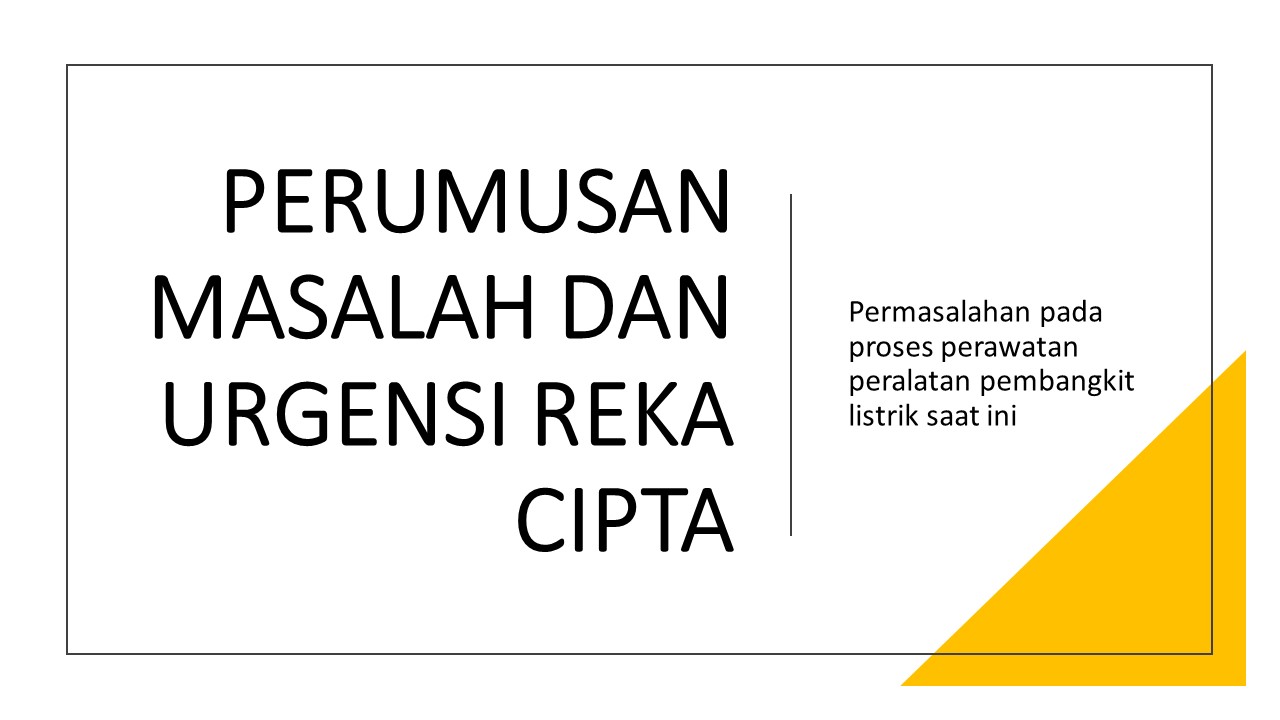 PERUMUSAN
MASALAH DAN
URGENSI REKA
CIPTA
Permasalahan pada
proses perawatan
peralatan pembangkit
listrik saat ini